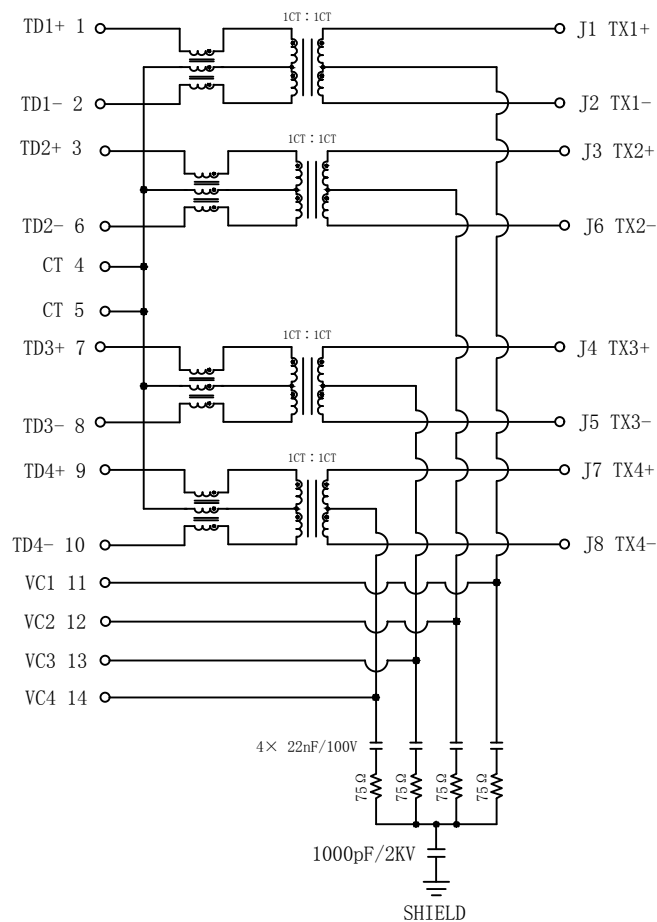 1CT:1CT
TD1+ 1
J1 TX1+
TD1- 2
J2 TX1-
1CT:1CT
TD2+ 3
J3 TX2+
TD2- 6
J6 TX2-
CT 4
CT 5
1CT:1CT
TD3+ 7
J4 TX3+
TD3- 8
J5 TX3-
1CT:1CT
TD4+ 9
J7 TX4+
TD4- 10
J8 TX4-
VC1 11
VC2 12
VC3 13
VC4 14
4× 22nF/100V
75Ω
75Ω
75Ω
75Ω
1000pF/2KV
SHIELD